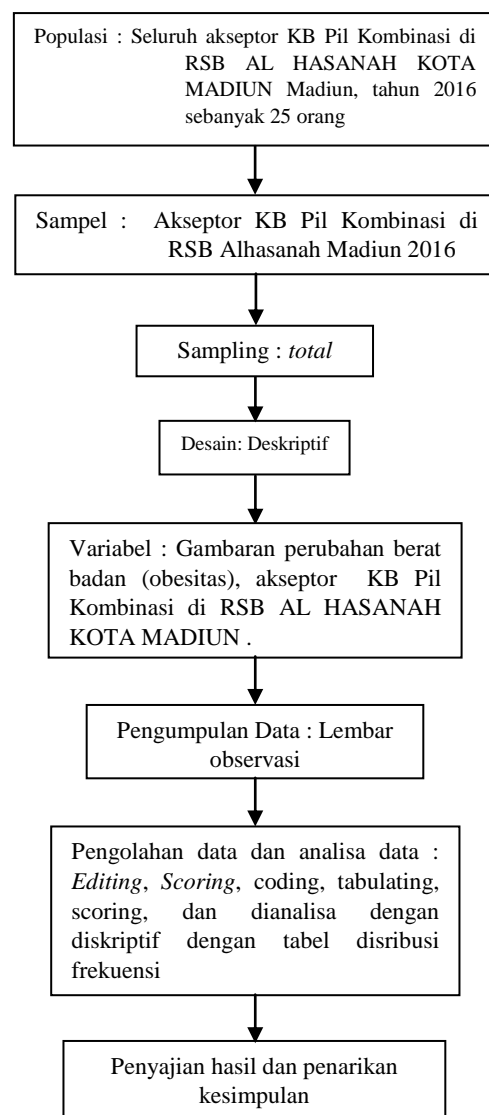 Populasi : Seluruh akseptor KB Pil Kombinasi di
RSB AL HASANAH KOTA
MADIUN Madiun, tahun 2016
sebanyak 25 orang
Sampel : Akseptor KB Pil Kombinasi di
RSB Alhasanah Madiun 2016
Sampling : total
Desain: Deskriptif
Variabel : Gambaran perubahan berat
badan (obesitas), akseptor KB Pil
Kombinasi di RSB AL HASANAH
KOTA MADIUN .
Pengumpulan Data : Lembar
observasi
Pengolahan data dan analisa data :
Editing, Scoring, coding, tabulating,
scoring, dan dianalisa dengan
diskriptif dengan tabel disribusi
frekuensi
Penyajian hasil dan penarikan
kesimpulan